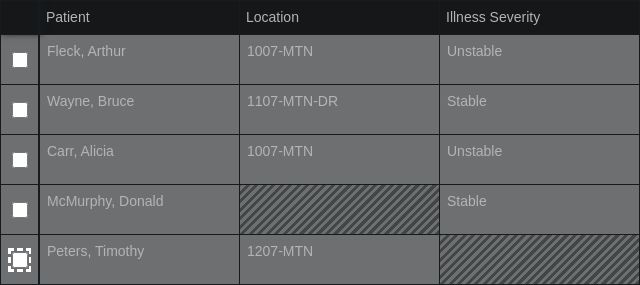 Patient Location Illness Severity
Fleck, Arthur 1007-MTN Unstable
Wayne, Bruce 1107-MTN-DR Stable
Carr, Alicia 1007-MTN Unstable
McMurphy, Donald Stable
Peters, Timothy 1207-MTN